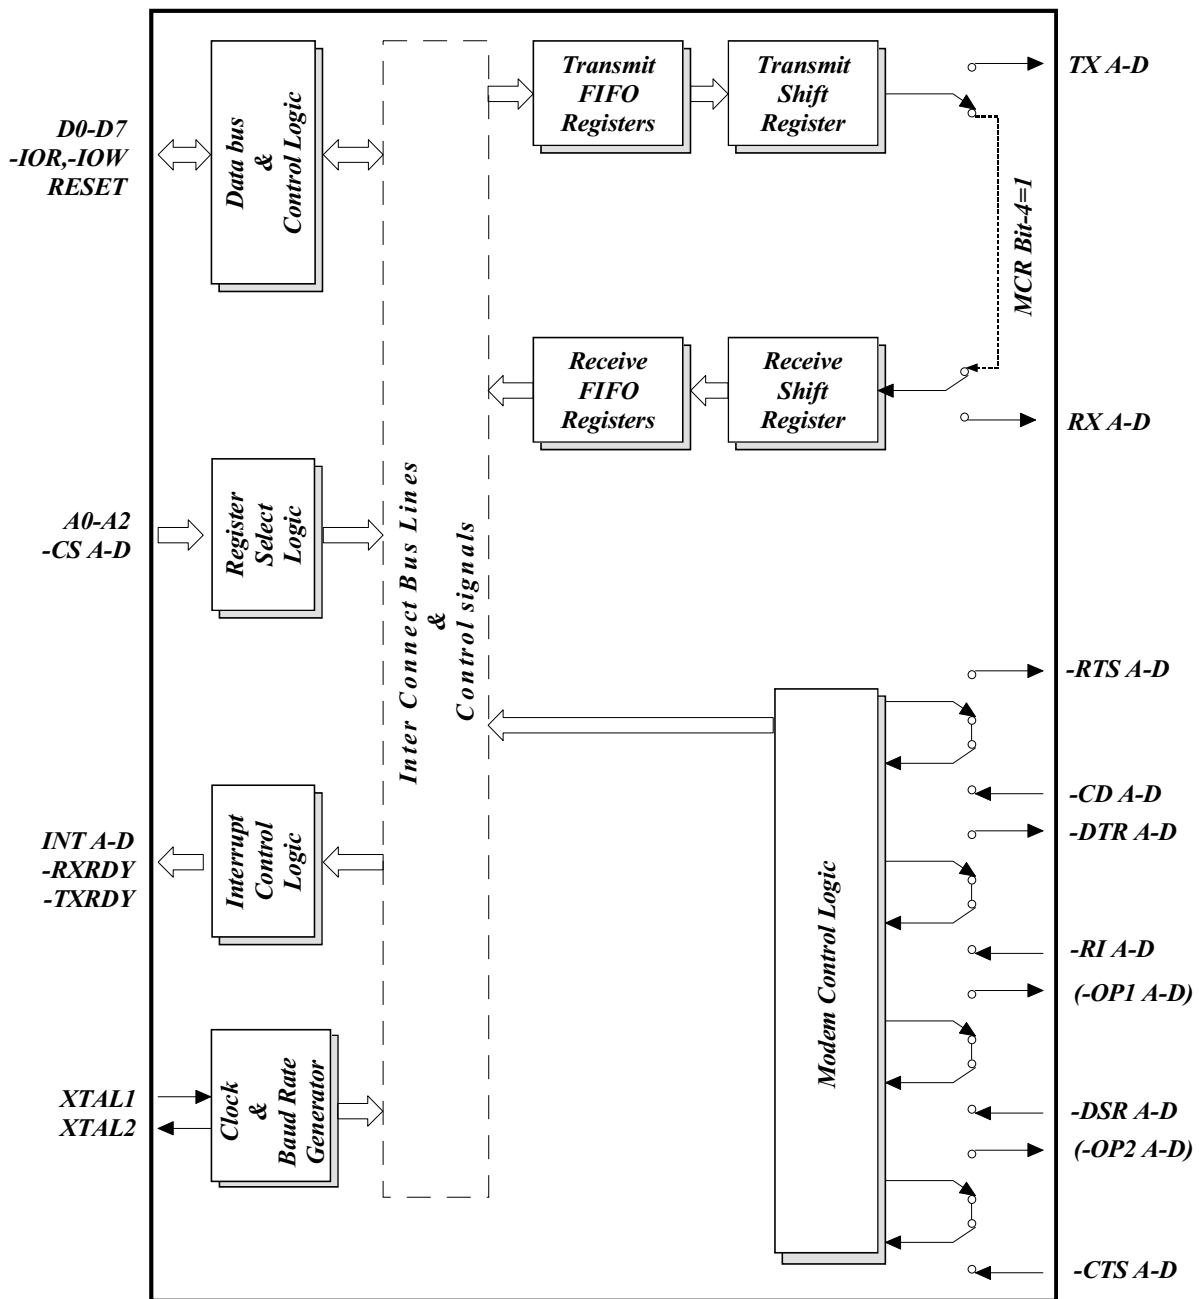 D0-D7
-IOR,-IOW
RESET
Data bus
&
Control Logic
Transmit
FIFO
Registers
Transmit
Shift
Register
TX A-D
MCR Bit-4=1
Receive
FIFO
Registers
Receive
Shift
Register
RX A-D
A0-A2
-CS A-D
Register
Select
Logic
Inter Connect Bus Lines
&
Control signals
INT A-D
-RXRDY
-TXRDY
Interrupt
Control
Logic
XTAL1
XTAL2
Clock
&
Baud Rate
Generator
Modem Control Logic
-RTS A-D
-CD A-D
-DTR A-D
-RI A-D
(-OP1 A-D)
-DSR A-D
(-OP2 A-D)
-CTS A-D